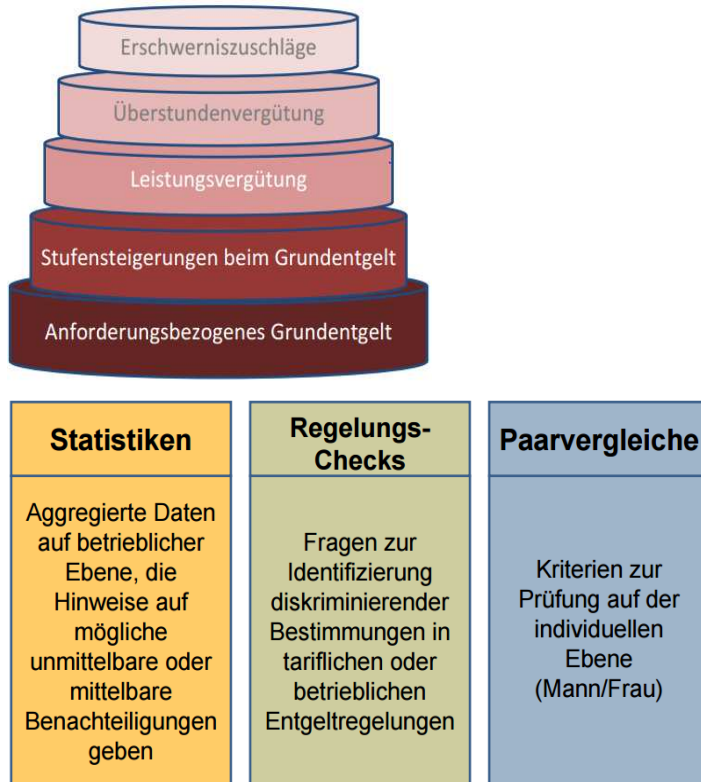 Erschwerniszuschläge
Überstundenvergütung
Leistungsvergütung
Stufensteigerungen beim Grundentgelt
Anforderungsbezogenes Grundentgelt
Statistiken
Aggregierte Daten
auf betrieblicher
Ebene, die
Hinweise auf
mögliche
unmittelbare oder
mittelbare
Benachteiligungen
geben
Regelungs-
Checks
Fragen zur
Identifizierung
diskriminierender
Bestimmungen in
tariflichen oder
betrieblichen
Entgeltregelungen
Paarvergleiche
Kriterien zur
Prüfung auf der
individuellen
Ebene
(Mann/Frau)